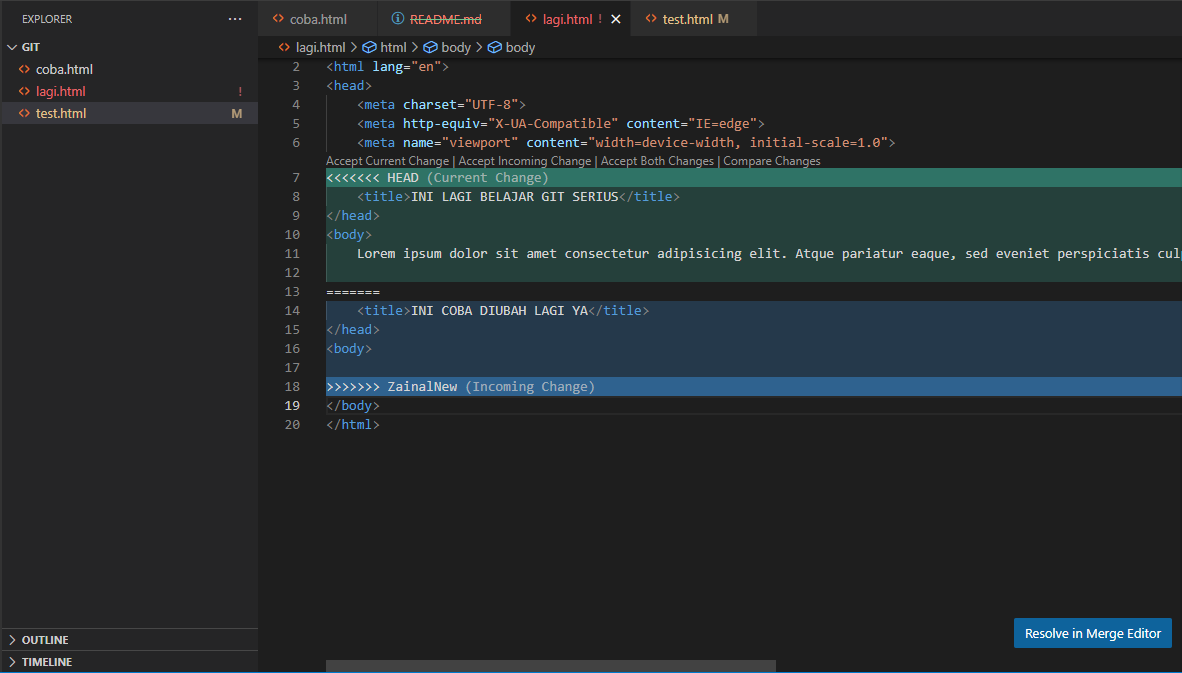 EXPLORER ...
GIT
coba.html
lagi.html !
test.html M
OUTLINE
TIMELINE
coba.html README.md lagi.html ! test.html M
lagi.html > html > body > body
2 <html lang="en">
3 <head>
4 <meta charset="UTF-8">
5 <meta http-equiv="X-UA-Compatible" content="IE=edge">
6 <meta name="viewport" content="width=device-width, initial-scale=1.0">
Accept Current Change | Accept Incoming Change | Accept Both Changes | Compare Changes
7 <<<<<<< HEAD (Current Change)
8 <title>INI LAGI BELAJAR GIT SERIUS</title>
9 </head>
10 <body>
11 Lorem ipsum dolor sit amet consectetur adipisicing elit. Atque pariatur eaque, sed eveniet perspiciatis
12
13 =======
14 <title>INI COBA DIUBAH LAGI YA</title>
15 </head>
16 <body>
17
18 >>>>>>> ZainalNew (Incoming Change)
19 </body>
20 </html>
Resolve in Merge Editor